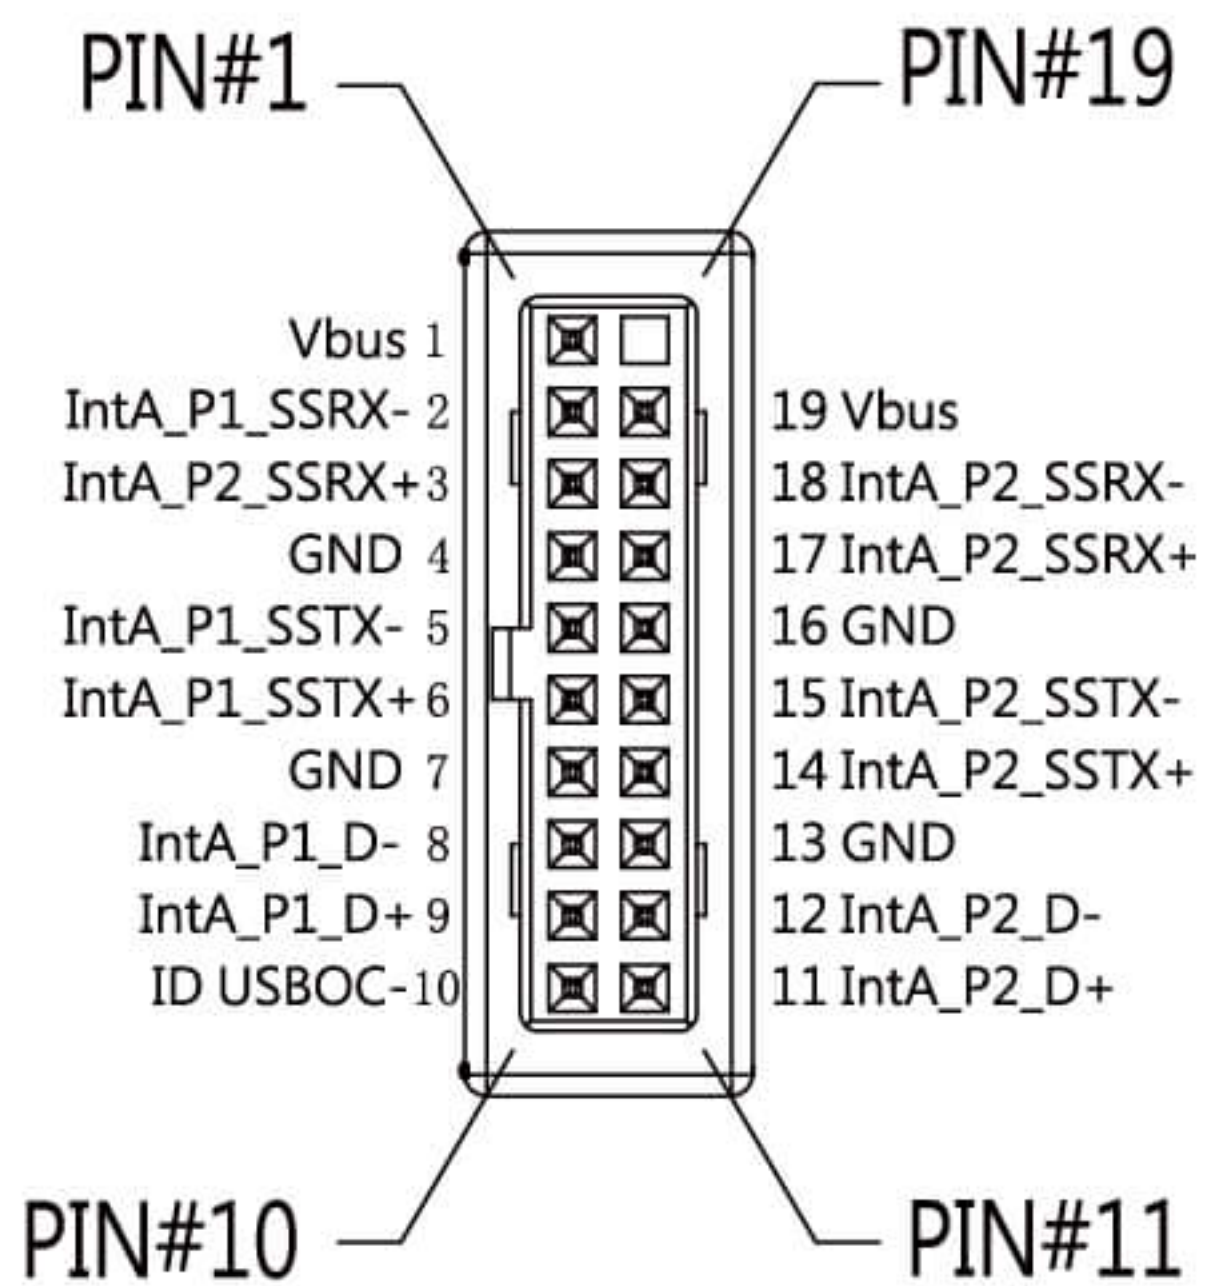 PIN#1
PIN#19
Vbus 1
IntA_P1_SSRX- 2
19 Vbus
IntA_P2_SSRX+3
18 IntA_P2_SSRX-
GND 4
17 IntA_P2_SSRX+
IntA_P1_SSTX- 5
16 GND
IntA_P1_SSTX+6
15 IntA_P2_SSTX-
GND 7
14 IntA_P2_SSTX+
IntA_P1_D- 8
13 GND
IntA_P1_D+9
12 IntA_P2_D-
ID USBOC-10
11 IntA_P2_D+
PIN#10
PIN#11